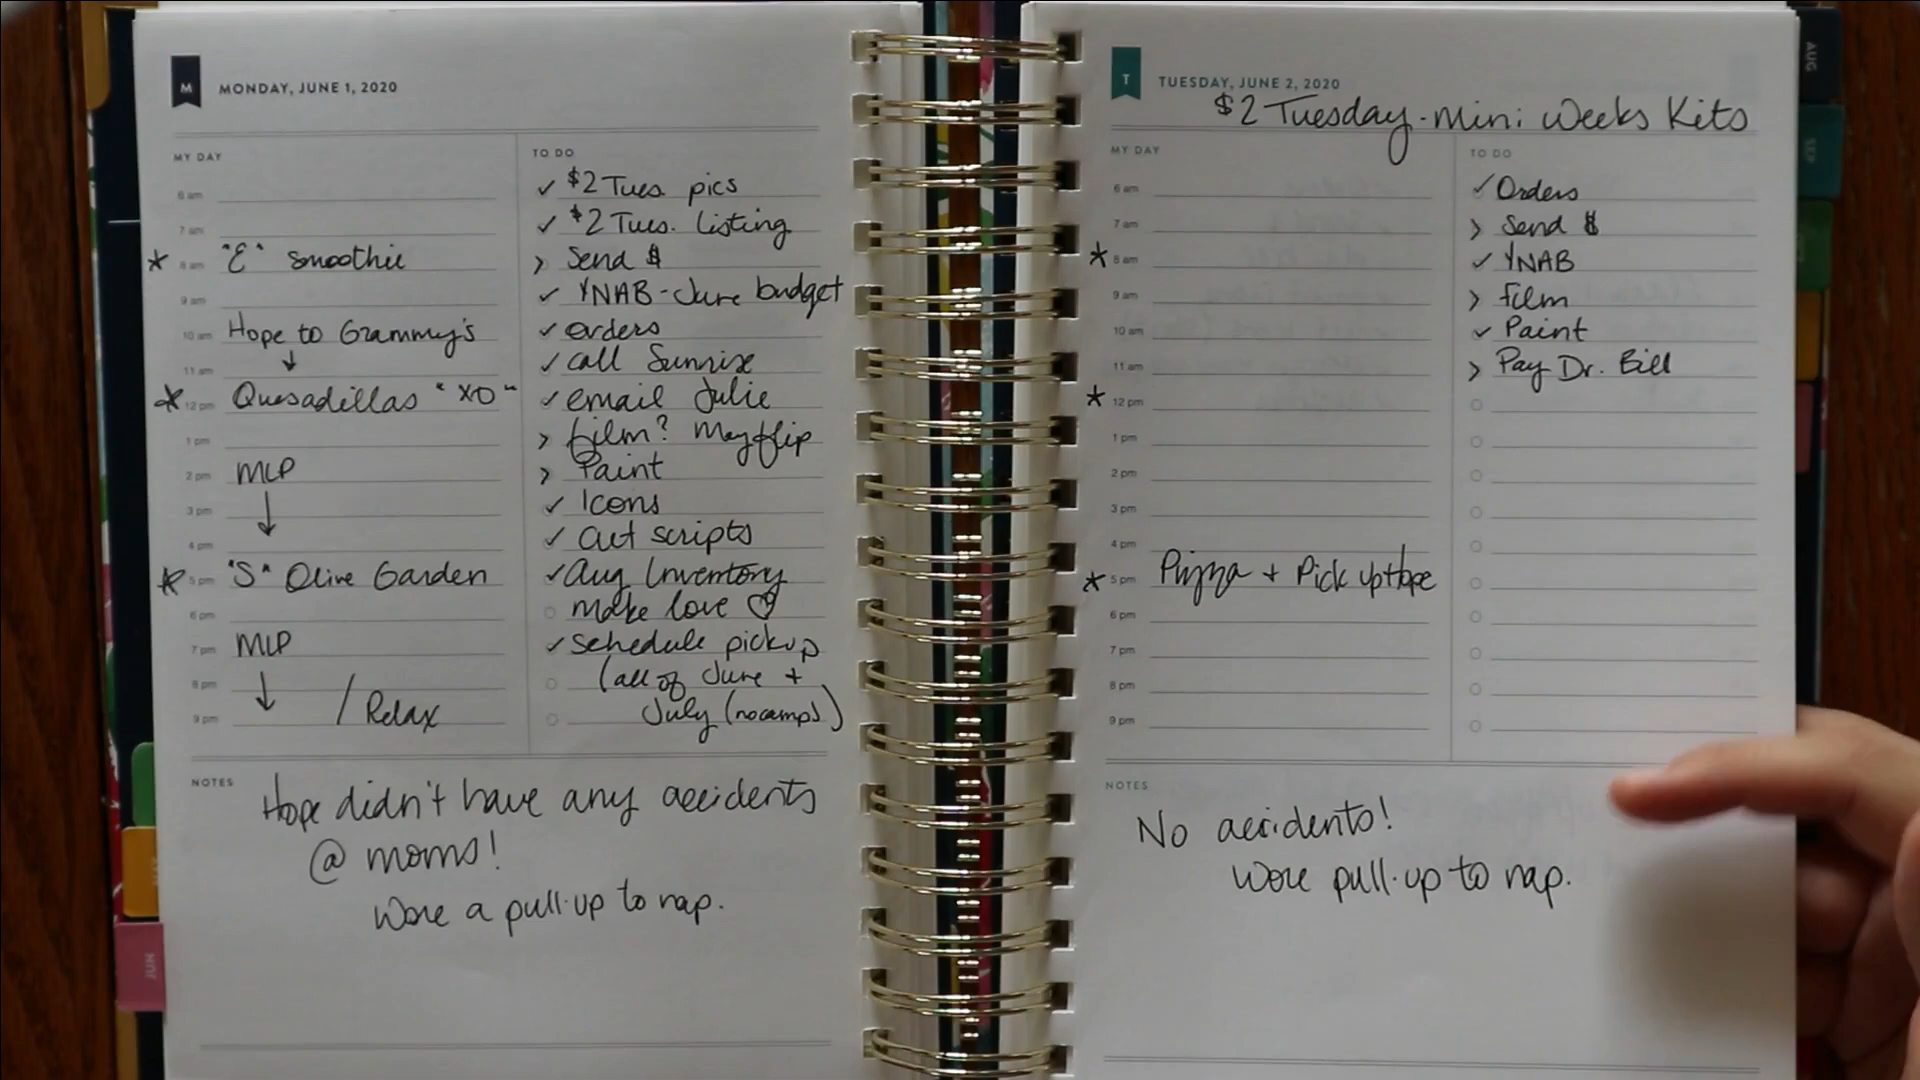 M MONDAY, JUNE 1, 2020
MY DAY
6 am
7 am
* 8 am "E" Smoothie
9 am
10 am Hope to Grammy's
11 am ↓
* 12 pm Quesadillas "XO"
1 pm
2 pm MLP
3 pm ↓
4 pm
* 5 pm "S" Olive Garden
6 pm
7 pm MLP
8 pm ↓
9 pm / Relax
TO DO
✓ $2 Tues. pics
✓ $2 Tues. listing
> Send $
✓ YNAB - June budget
✓ orders
✓ call Sunrise
✓ email Julie
> film? May flip
> Paint
✓ Icons
✓ cut scripts
✓ Aug Inventory
make love ♡
✓ schedule pickup
(all of June +
July (no camps)
NOTES
Hope didn't have any accidents
@ moms!
Wore a pull-up to nap.
JUN
T TUESDAY, JUNE 2, 2020
$2 Tuesday - Mini Weeks Kits
MY DAY
6 am
7 am
* 8 am
9 am
10 am
11 am
* 12 pm
1 pm
2 pm
3 pm
4 pm
* 5 pm Pizza + Pick up Hope
6 pm
7 pm
8 pm
9 pm
TO DO
✓ Orders
> Send $
✓ YNAB
> film
✓ Paint
> Pay Dr. Bill
NOTES
No accidents!
Wore pull-up to nap.
AUG
SEP